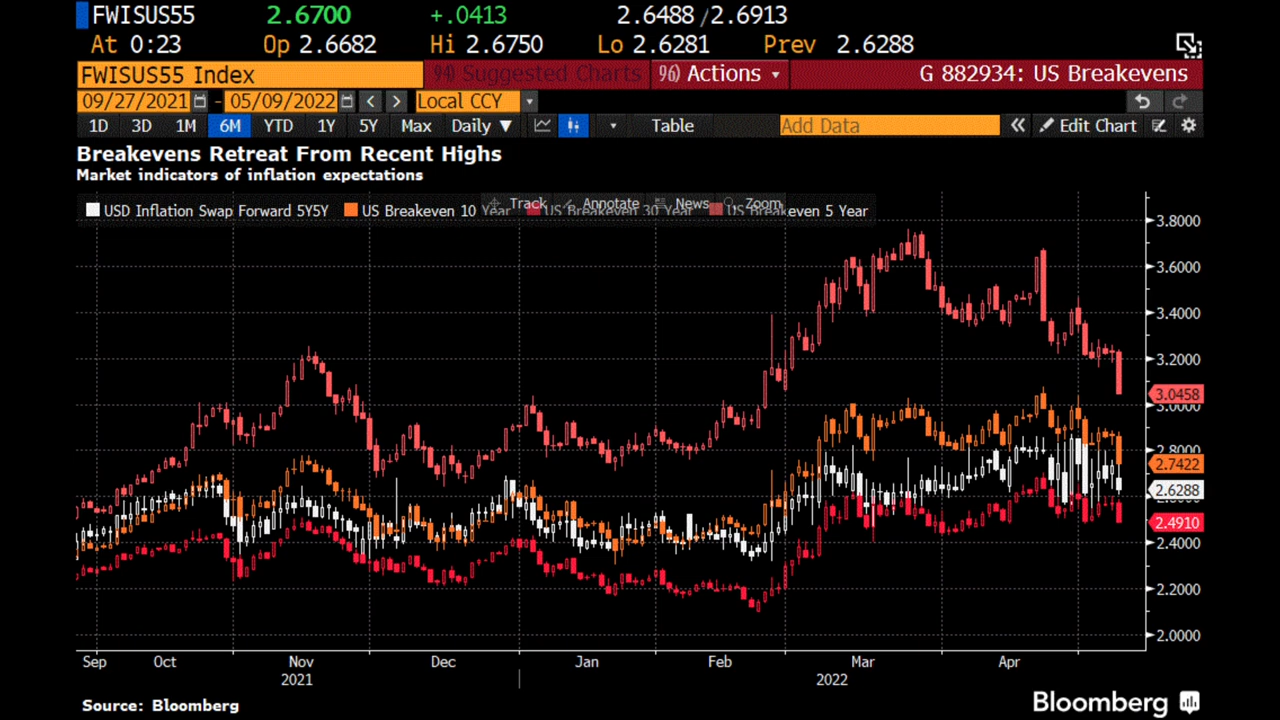 FWISUS55 2.6700 +.0413 2.6488 / 2.6913
At 0:23 Op 2.6682 Hi 2.6750 Lo 2.6281 Prev 2.6288
FWISUS55 Index 94) Suggested Charts 96) Actions G 882934: US Breakevens
09/27/2021 - 05/09/2022 Local CCY
1D 3D 1M 6M YTD 1Y 5Y Max Daily Table Add Data Edit Chart
Breakevens Retreat From Recent Highs
Market indicators of inflation expectations
Track Annotate News Zoom
USD Inflation Swap Forward 5Y5Y US Breakeven 10 Year US Breakeven 30 Year US Breakeven 5 Year
3.8000
3.6000
3.4000
3.2000
3.0458
3.0000
2.8000
2.7422
2.6288
2.4910
2.4000
2.2000
2.0000
Sep Oct Nov Dec Jan Feb Mar Apr
2021 2022
Source: Bloomberg
Bloomberg